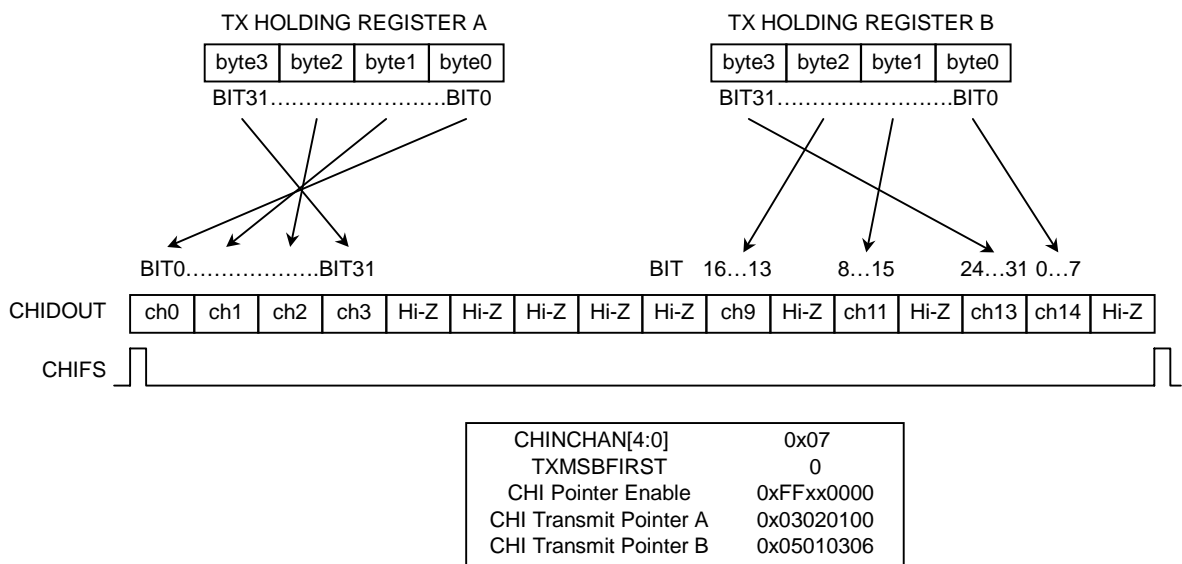 TX HOLDING REGISTER A
TX HOLDING REGISTER B
byte3 byte2 byte1 byte0
byte3 byte2 byte1 byte0
BIT31……………………BIT0
BIT31…………………….BIT0
BIT0……………….BIT31
BIT 16…13 8…15 24…31 0…7
CHIDOUT ch0 ch1 ch2 ch3 Hi-Z Hi-Z Hi-Z Hi-Z Hi-Z ch9 Hi-Z ch11 Hi-Z ch13 ch14 Hi-Z
CHIFS
CHINCHAN[4:0] 0x07
TXMSBFIRST 0
CHI Pointer Enable 0xFFxx0000
CHI Transmit Pointer A 0x03020100
CHI Transmit Pointer B 0x05010306